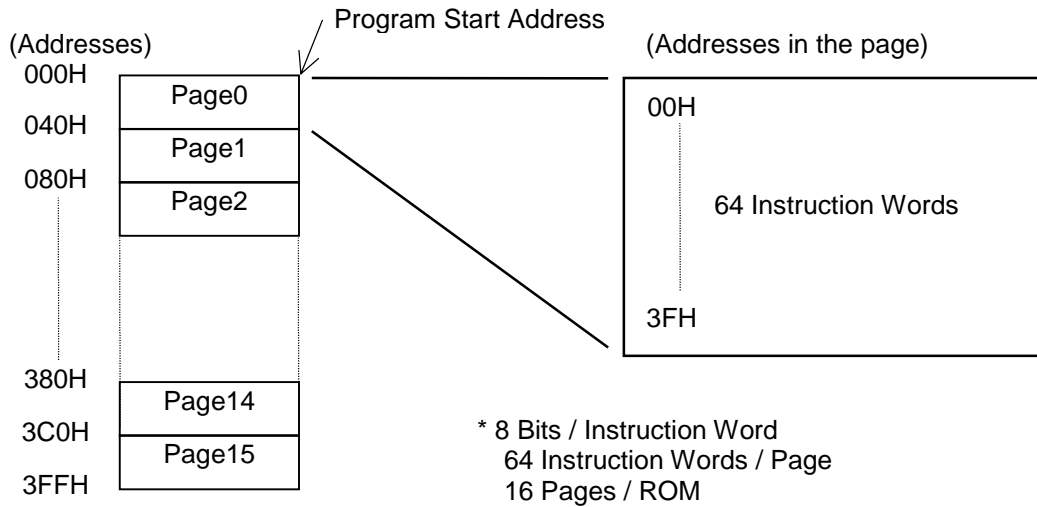 Program Start Address
(Addresses)
(Addresses in the page)
000H
Page0
00H
040H
Page1
080H
Page2
64 Instruction Words
3FH
380H
Page14
3C0H
* 8 Bits / Instruction Word
Page15
64 Instruction Words / Page
3FFH
16 Pages / ROM